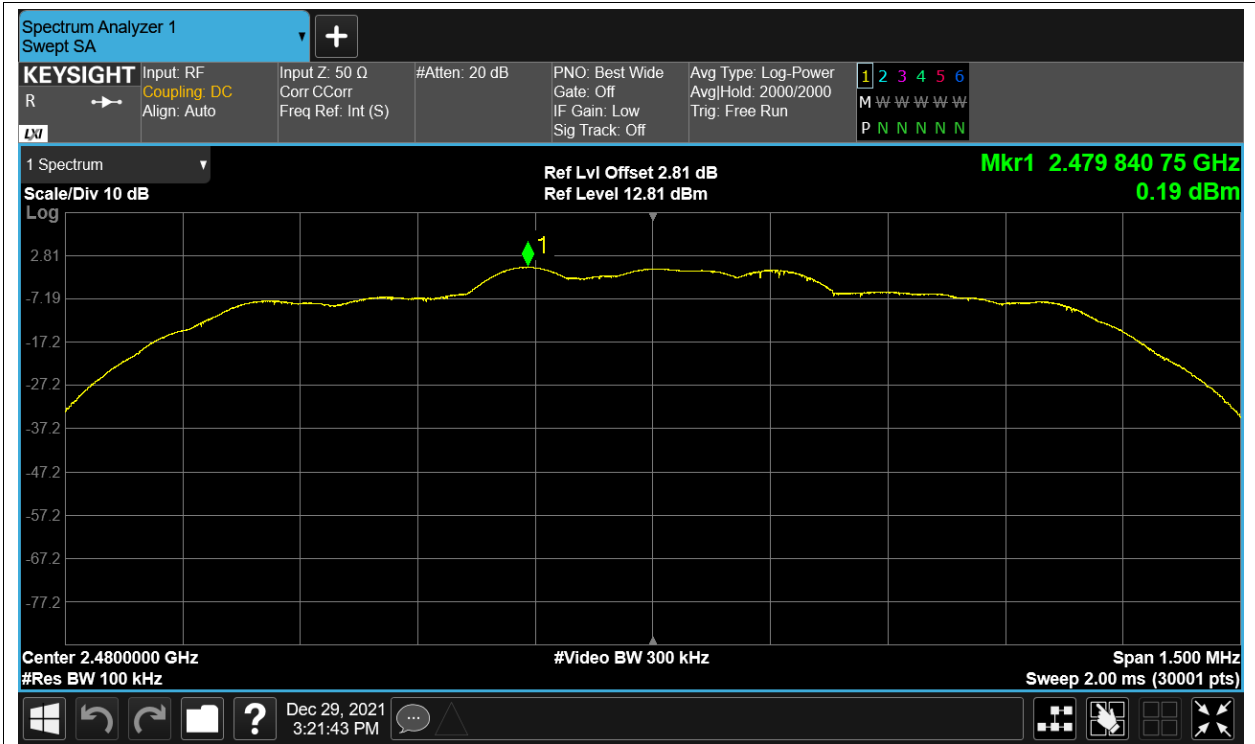 Spectrum Analyzer 1
Swept SA
+
KEYSIGHT
R
LXI
Input: RF
Coupling: DC
Align: Auto
Input Z: 50 Ω
Corr CCorr
Freq Ref: Int (S)
#Atten: 20 dB
PNO: Best Wide
Gate: Off
IF Gain: Low
Sig Track: Off
Avg Type: Log-Power
Avg|Hold: 2000/2000
Trig: Free Run
1 2 3 4 5 6
M W W W W W
P N N N N N
1 Spectrum
Scale/Div 10 dB
Log
Ref Lvl Offset 2.81 dB
Ref Level 12.81 dBm
Mkr1 2.479 840 75 GHz
0.19 dBm
1
2.81
-7.19
-17.2
-27.2
-37.2
-47.2
-57.2
-67.2
-77.2
Center 2.4800000 GHz
#Res BW 100 kHz
#Video BW 300 kHz
Span 1.500 MHz
Sweep 2.00 ms (30001 pts)
?
Dec 29, 2021
3:21:43 PM